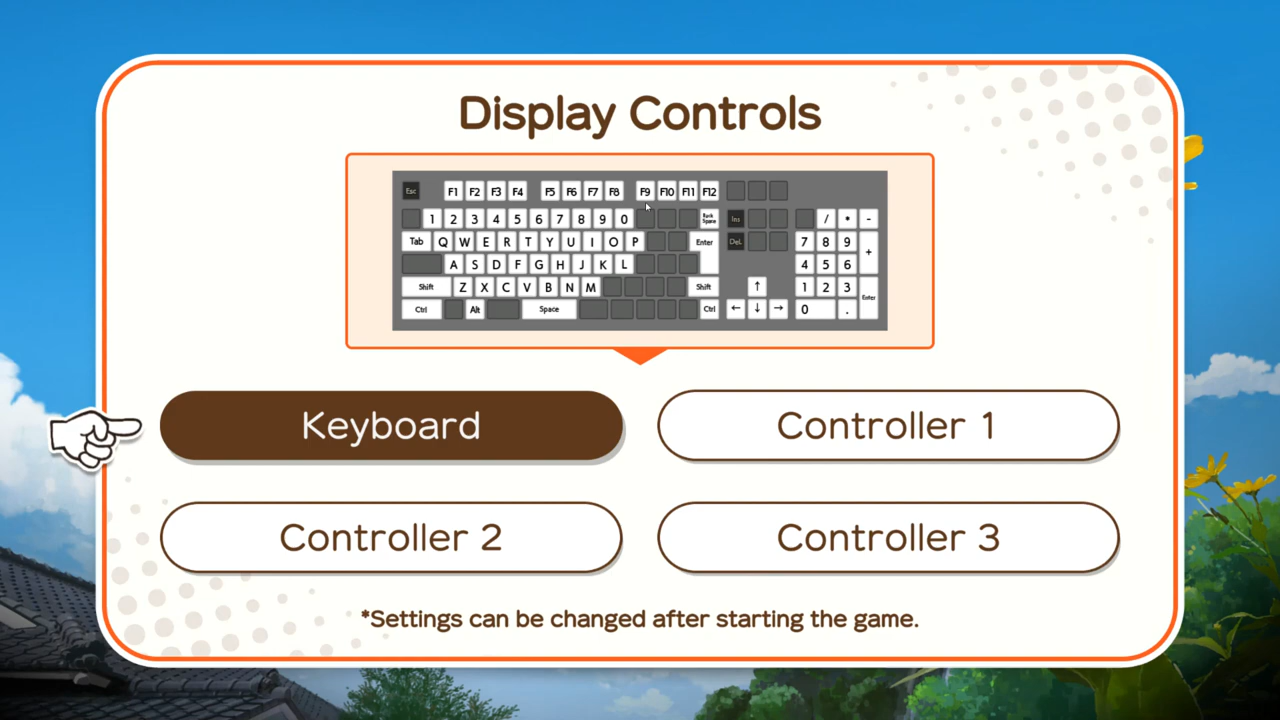 Display Controls
Esc F1 F2 F3 F4 F5 F6 F7 F8 F9 F10 F11 F12
1 2 3 4 5 6 7 8 9 0 Back Space Ins / * -
Tab Q W E R T Y U I O P Enter Del 7 8 9 +
A S D F G H J K L 4 5 6
Shift Z X C V B N M Shift ↑ 1 2 3 Enter
Ctrl Alt Space Ctrl ← ↓ → 0 .
Keyboard
Controller 1
Controller 2
Controller 3
*Settings can be changed after starting the game.